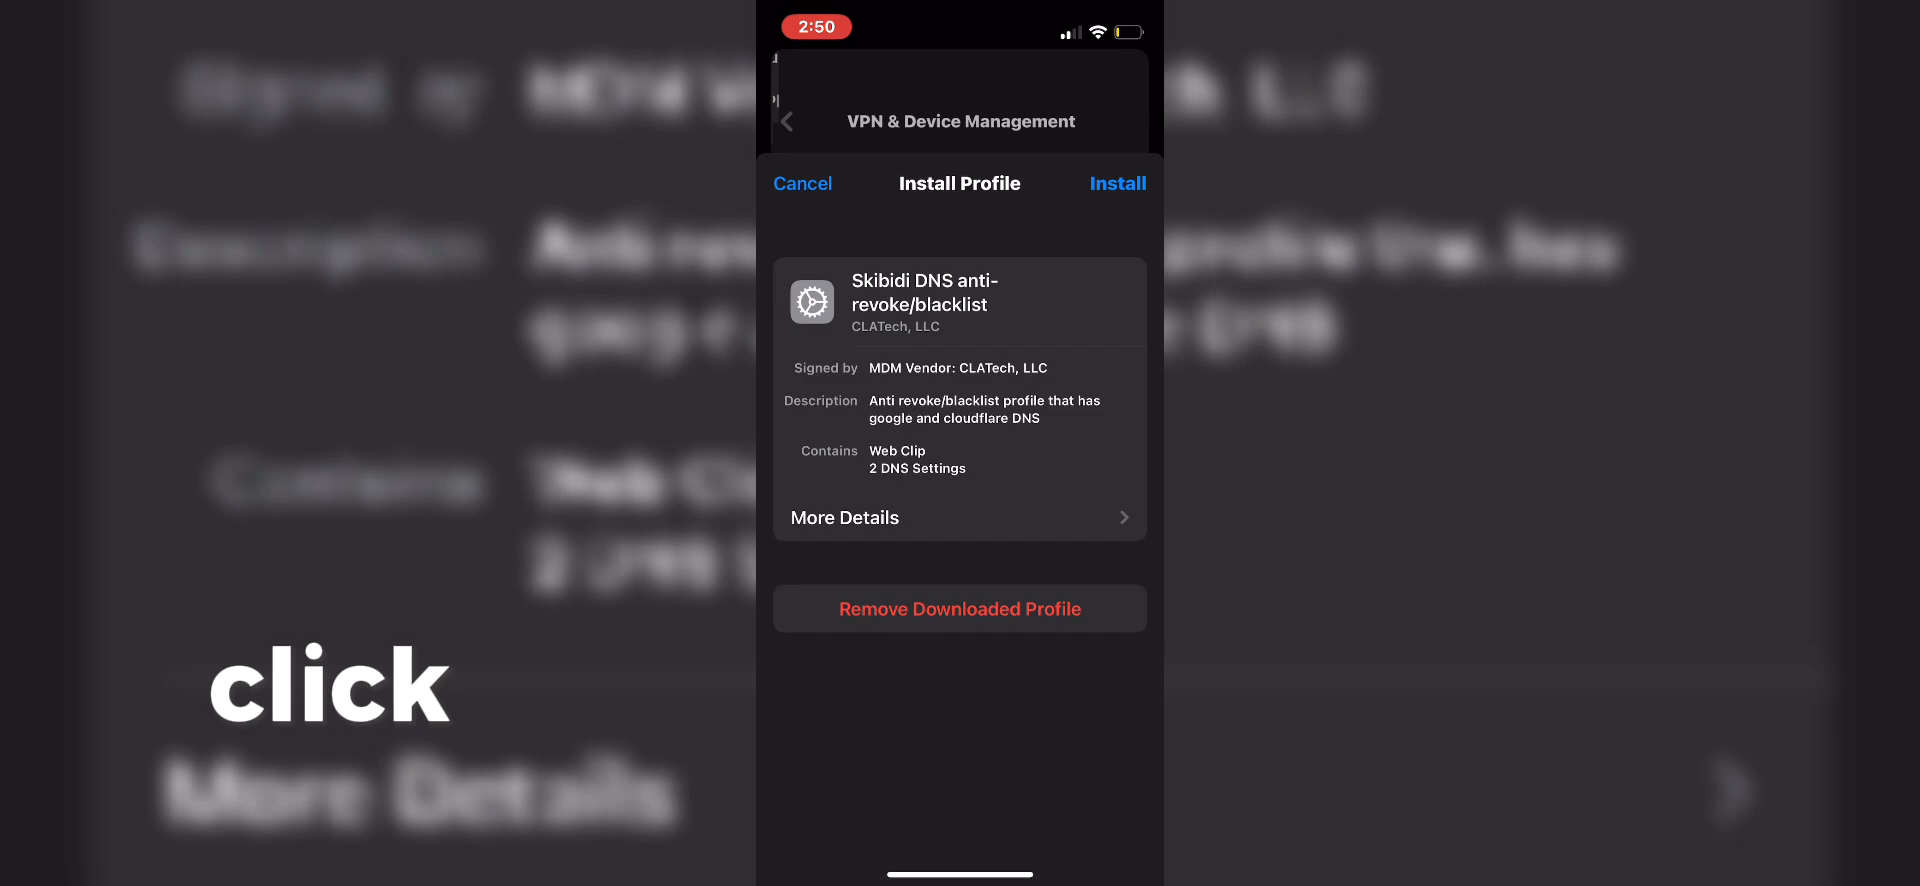 2:50
VPN & Device Management
Cancel
Install Profile
Install
Skibidi DNS anti-
revoke/blacklist
CLATech, LLC
Signed by MDM Vendor: CLATech, LLC
Description Anti revoke/blacklist profile that has
google and cloudflare DNS
Contains Web Clip
2 DNS Settings
More Details
Remove Downloaded Profile
click
More Details